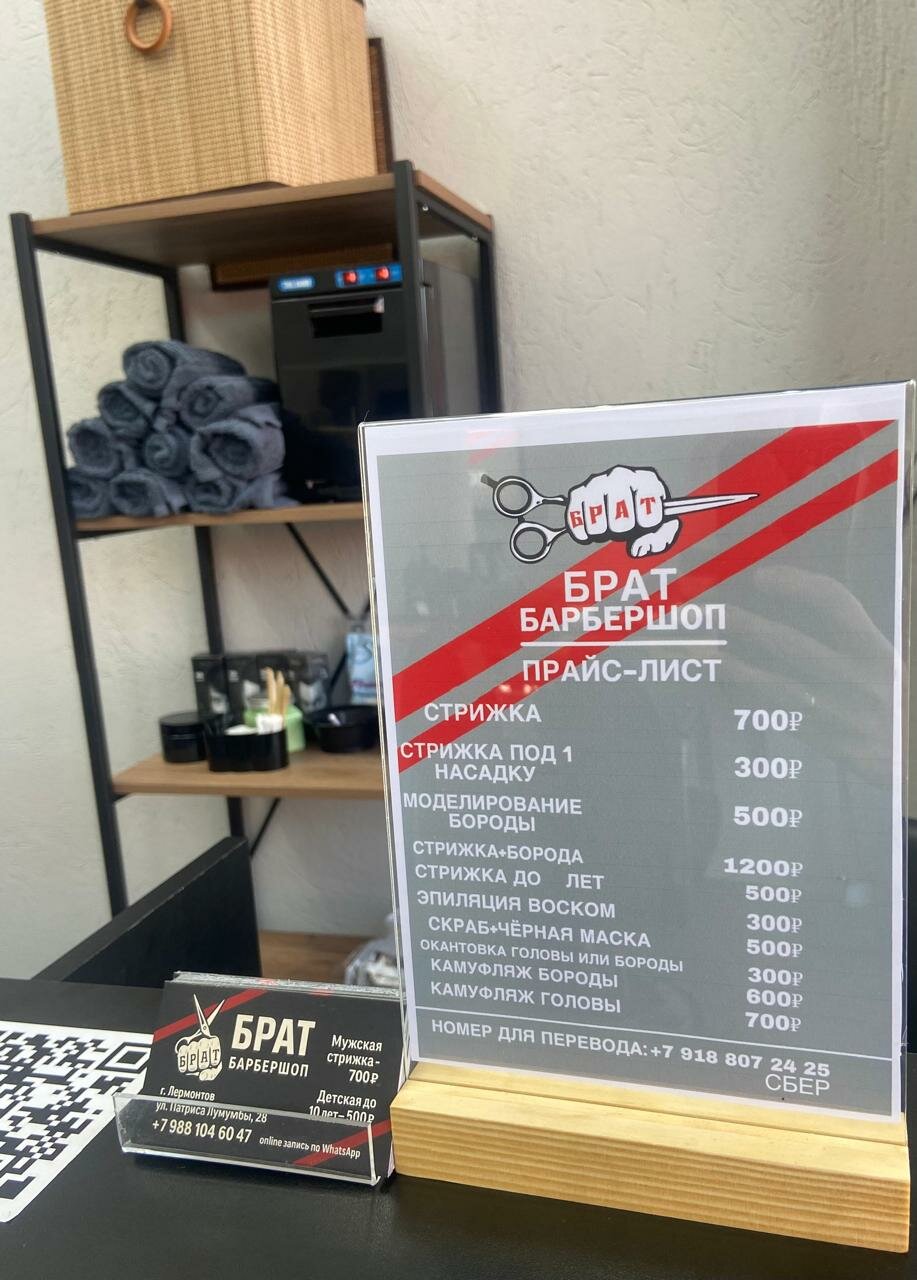 БРАТ
БРАТ
БАРБЕРШОП
ПРАЙС-ЛИСТ
СТРИЖКА 700₽
СТРИЖКА ПОД 1
НАСАДКУ 300₽
МОДЕЛИРОВАНИЕ
БОРОДЫ 500₽
СТРИЖКА+БОРОДА 1200₽
СТРИЖКА ДО ЛЕТ 500₽
ЭПИЛЯЦИЯ ВОСКОМ 300₽
СКРАБ+ЧЁРНАЯ МАСКА 500₽
ОКАНТОВКА ГОЛОВЫ ИЛИ БОРОДЫ 300₽
КАМУФЛЯЖ БОРОДЫ 600₽
КАМУФЛЯЖ ГОЛОВЫ 700₽
НОМЕР ДЛЯ ПЕРЕВОДА:+7 918 807 24 25
СБЕР
БРАТ
БРАТ
БАРБЕРШОП
Мужская
стрижка-
700₽
Детская до
10 лет–500₽
г. Лермонтов
ул. Патриса Лумумбы, 28
+7 988 104 60 47
online запись по WhatsApp